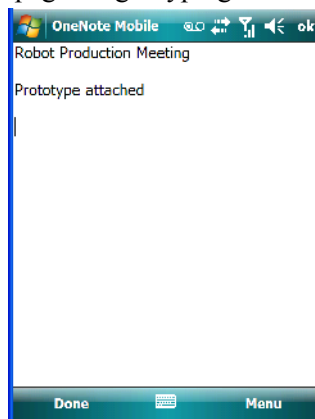 OneNote Mobile ok
Robot Production Meeting
Prototype attached
Done Menu